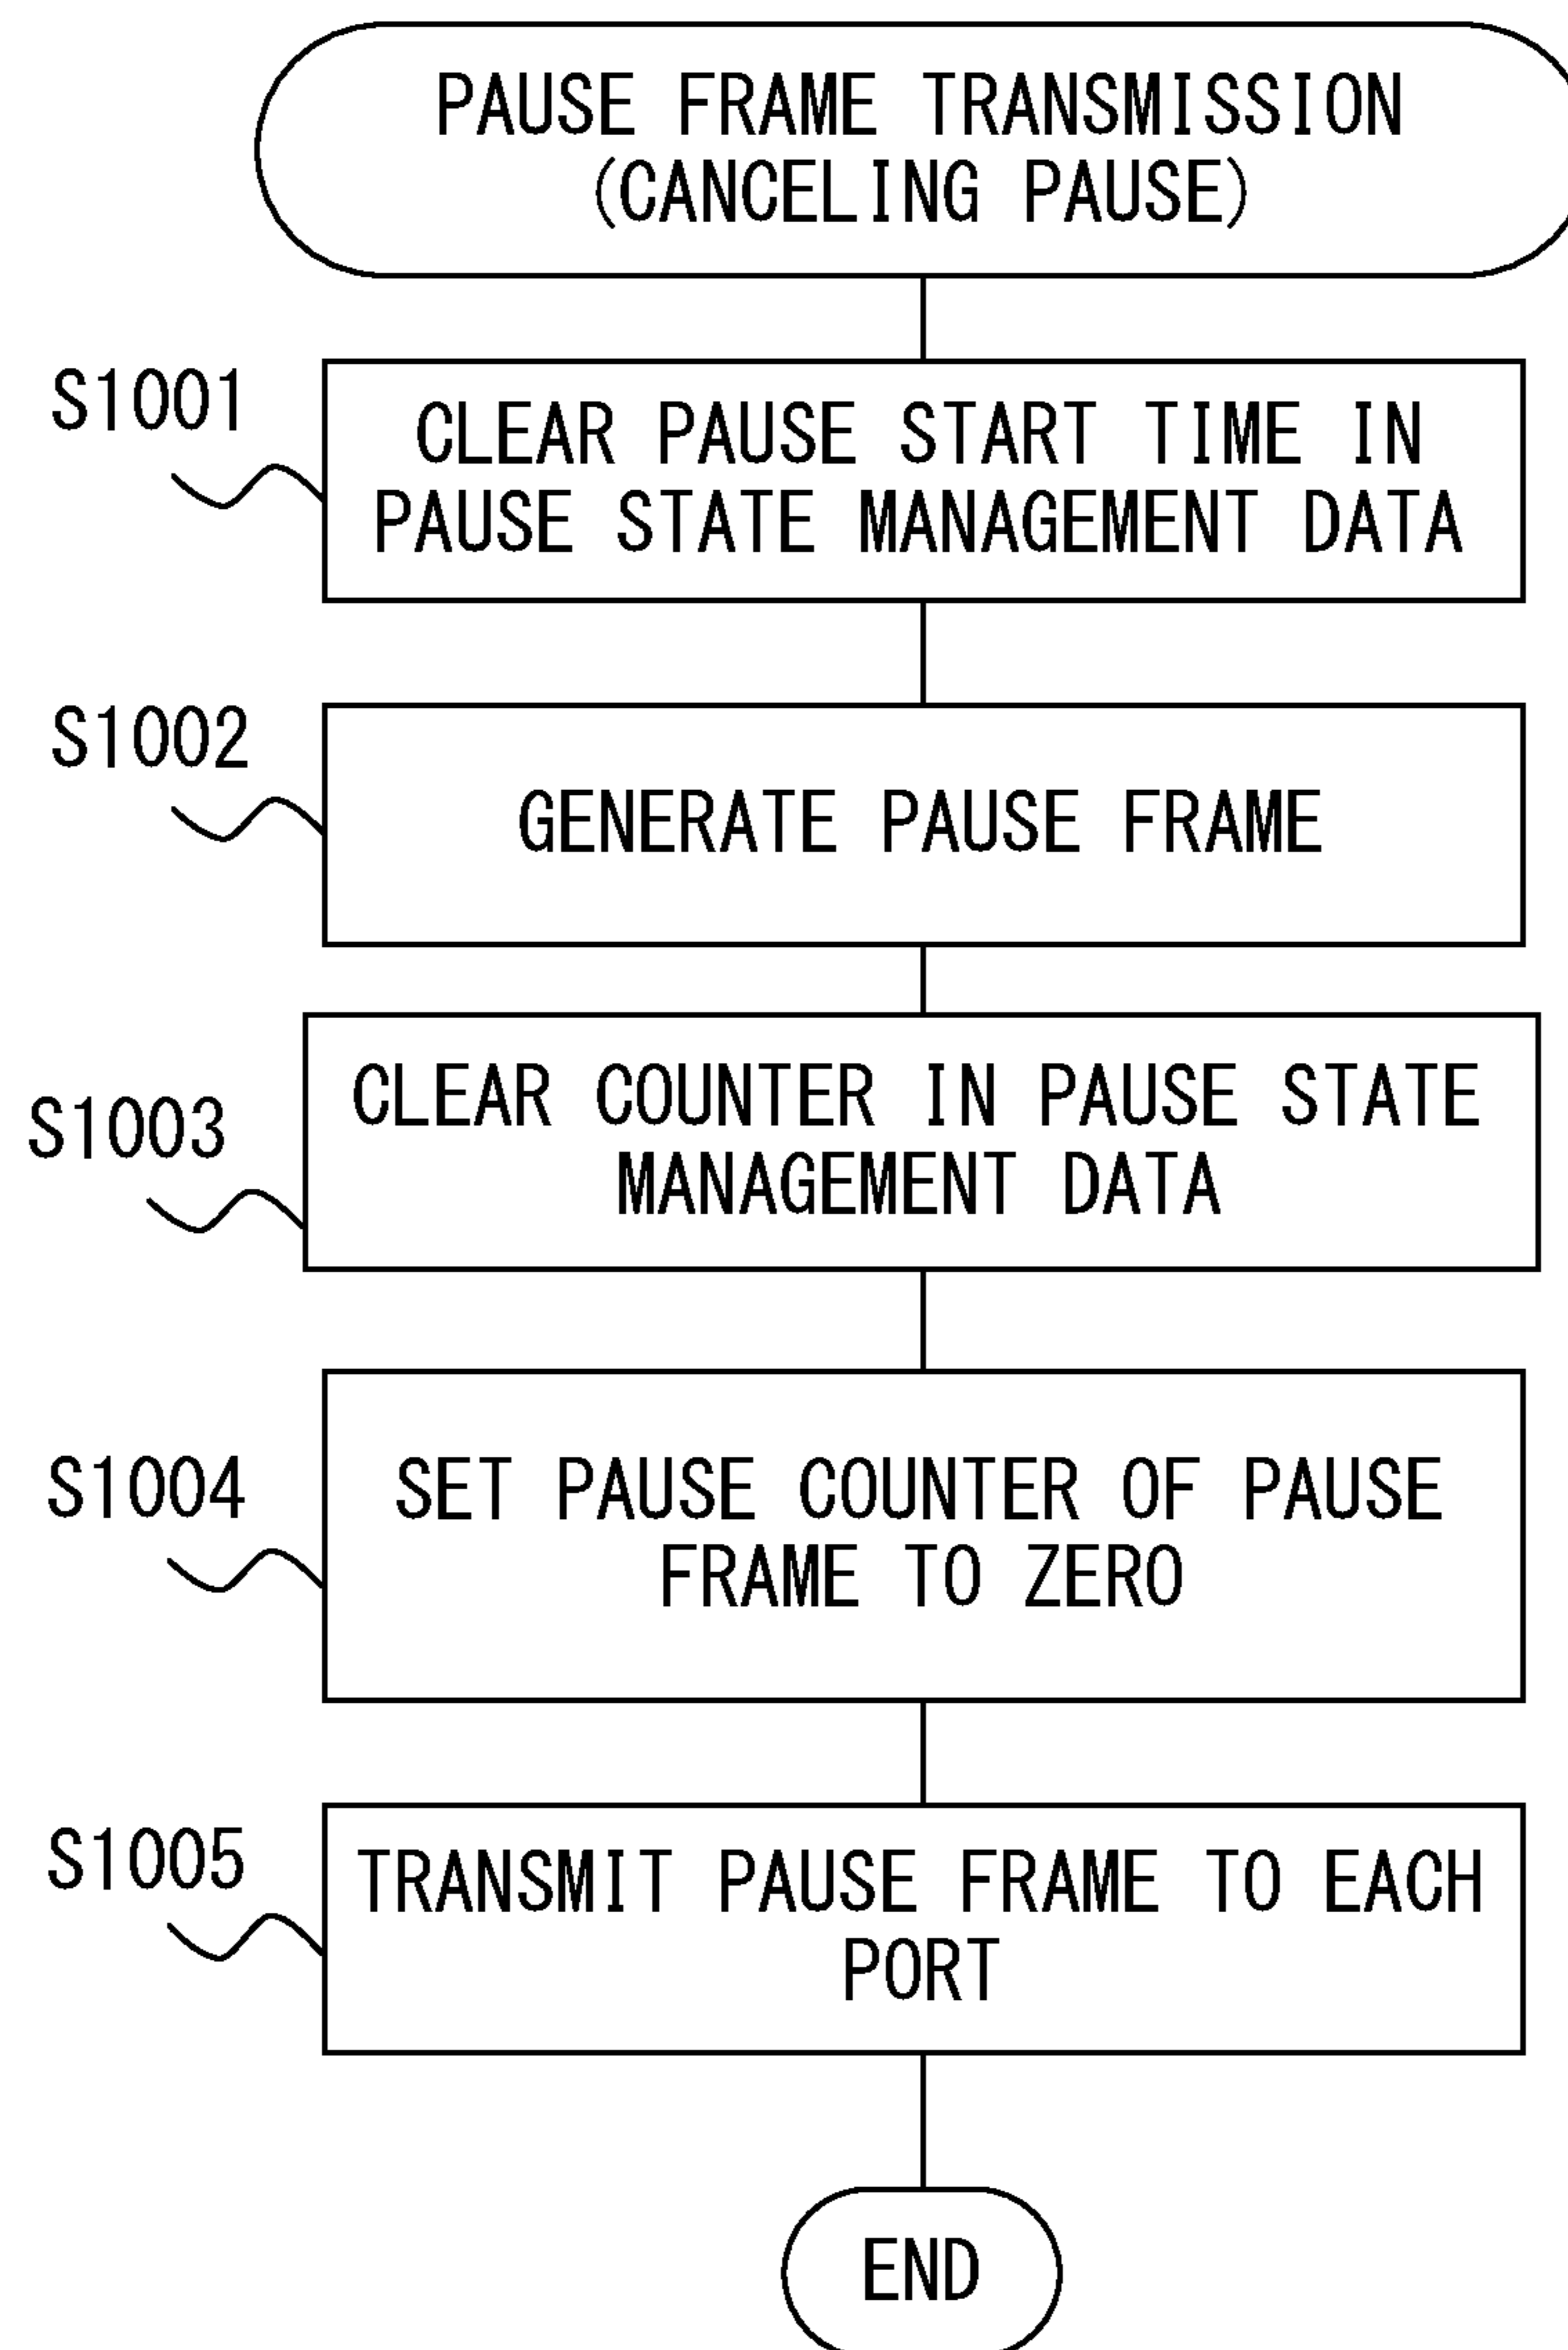 PAUSE FRAME TRANSMISSION
(CANCELING PAUSE)
S1001
CLEAR PAUSE START TIME IN
PAUSE STATE MANAGEMENT DATA
S1002
GENERATE PAUSE FRAME
S1003
CLEAR COUNTER IN PAUSE STATE
MANAGEMENT DATA
S1004
SET PAUSE COUNTER OF PAUSE
FRAME TO ZERO
S1005
TRANSMIT PAUSE FRAME TO EACH
PORT
END